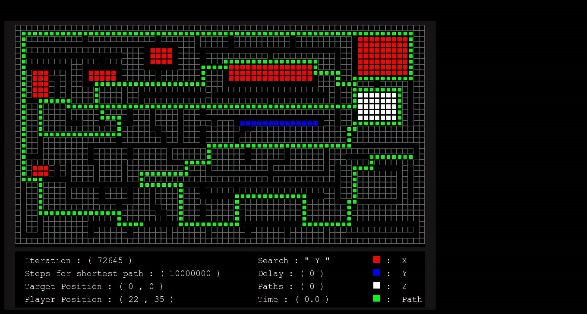 Iteration : ( 72645 )
Steps for shortest path : ( 10000000 )
Target Position : ( 0 , 0 )
Player Position : ( 22 , 35 )
Search : " Y "
Delay : ( 0 )
Paths : ( 0 )
Time : ( 0.0 )
: X
: Y
: Z
: Path